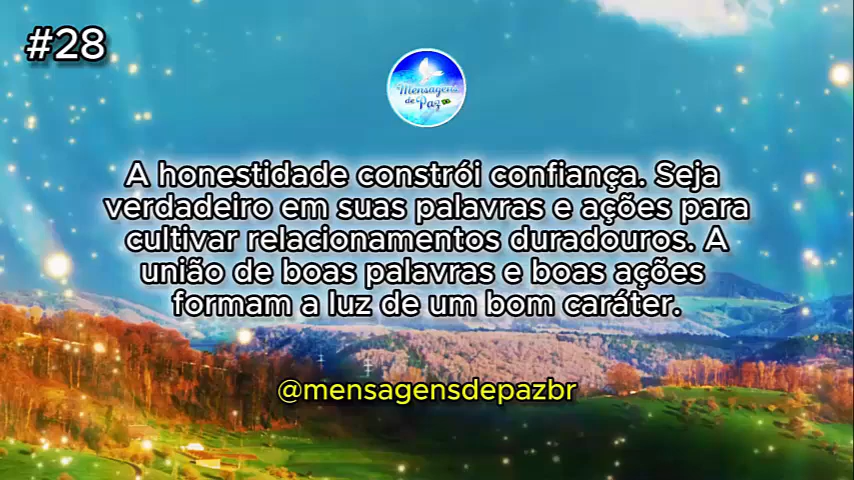 #28
Mensagens
de Paz
A honestidade constrói confiança. Seja
verdadeiro em suas palavras e ações para
cultivar relacionamentos duradouros. A
união de boas palavras e boas ações
formam a luz de um bom caráter.
@mensagensdepazbr